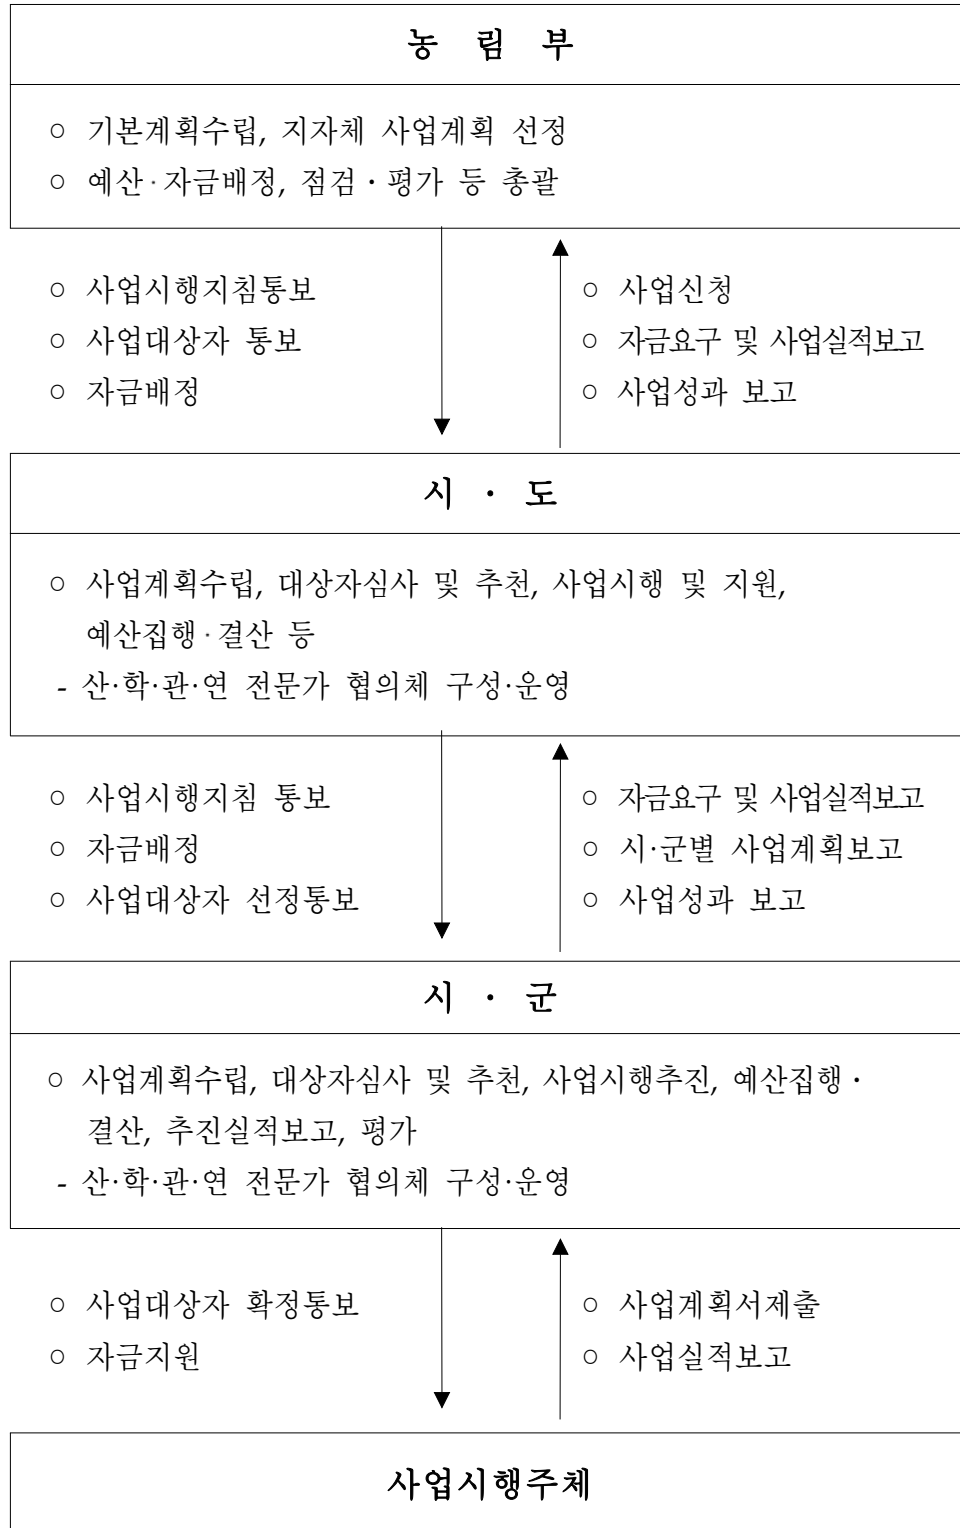 농 림 부
○ 기본계획수립, 지자체 사업계획 선정
○ 예산·자금배정, 점검·평가 등 총괄
○ 사업시행지침통보
○ 사업대상자 통보
○ 자금배정
○ 사업신청
○ 자금요구 및 사업실적보고
○ 사업성과 보고
시 · 도
○ 사업계획수립, 대상자심사 및 추천, 사업시행 및 지원,
예산집행·결산 등
- 산·학·관·연 전문가 협의체 구성·운영
○ 사업시행지침 통보
○ 자금배정
○ 사업대상자 선정통보
○ 자금요구 및 사업실적보고
○ 시·군별 사업계획보고
○ 사업성과 보고
시 · 군
○ 사업계획수립, 대상자심사 및 추천, 사업시행추진, 예산집행·
결산, 추진실적보고, 평가
- 산·학·관·연 전문가 협의체 구성·운영
○ 사업대상자 확정통보
○ 자금지원
○ 사업계획서제출
○ 사업실적보고
사업시행주체